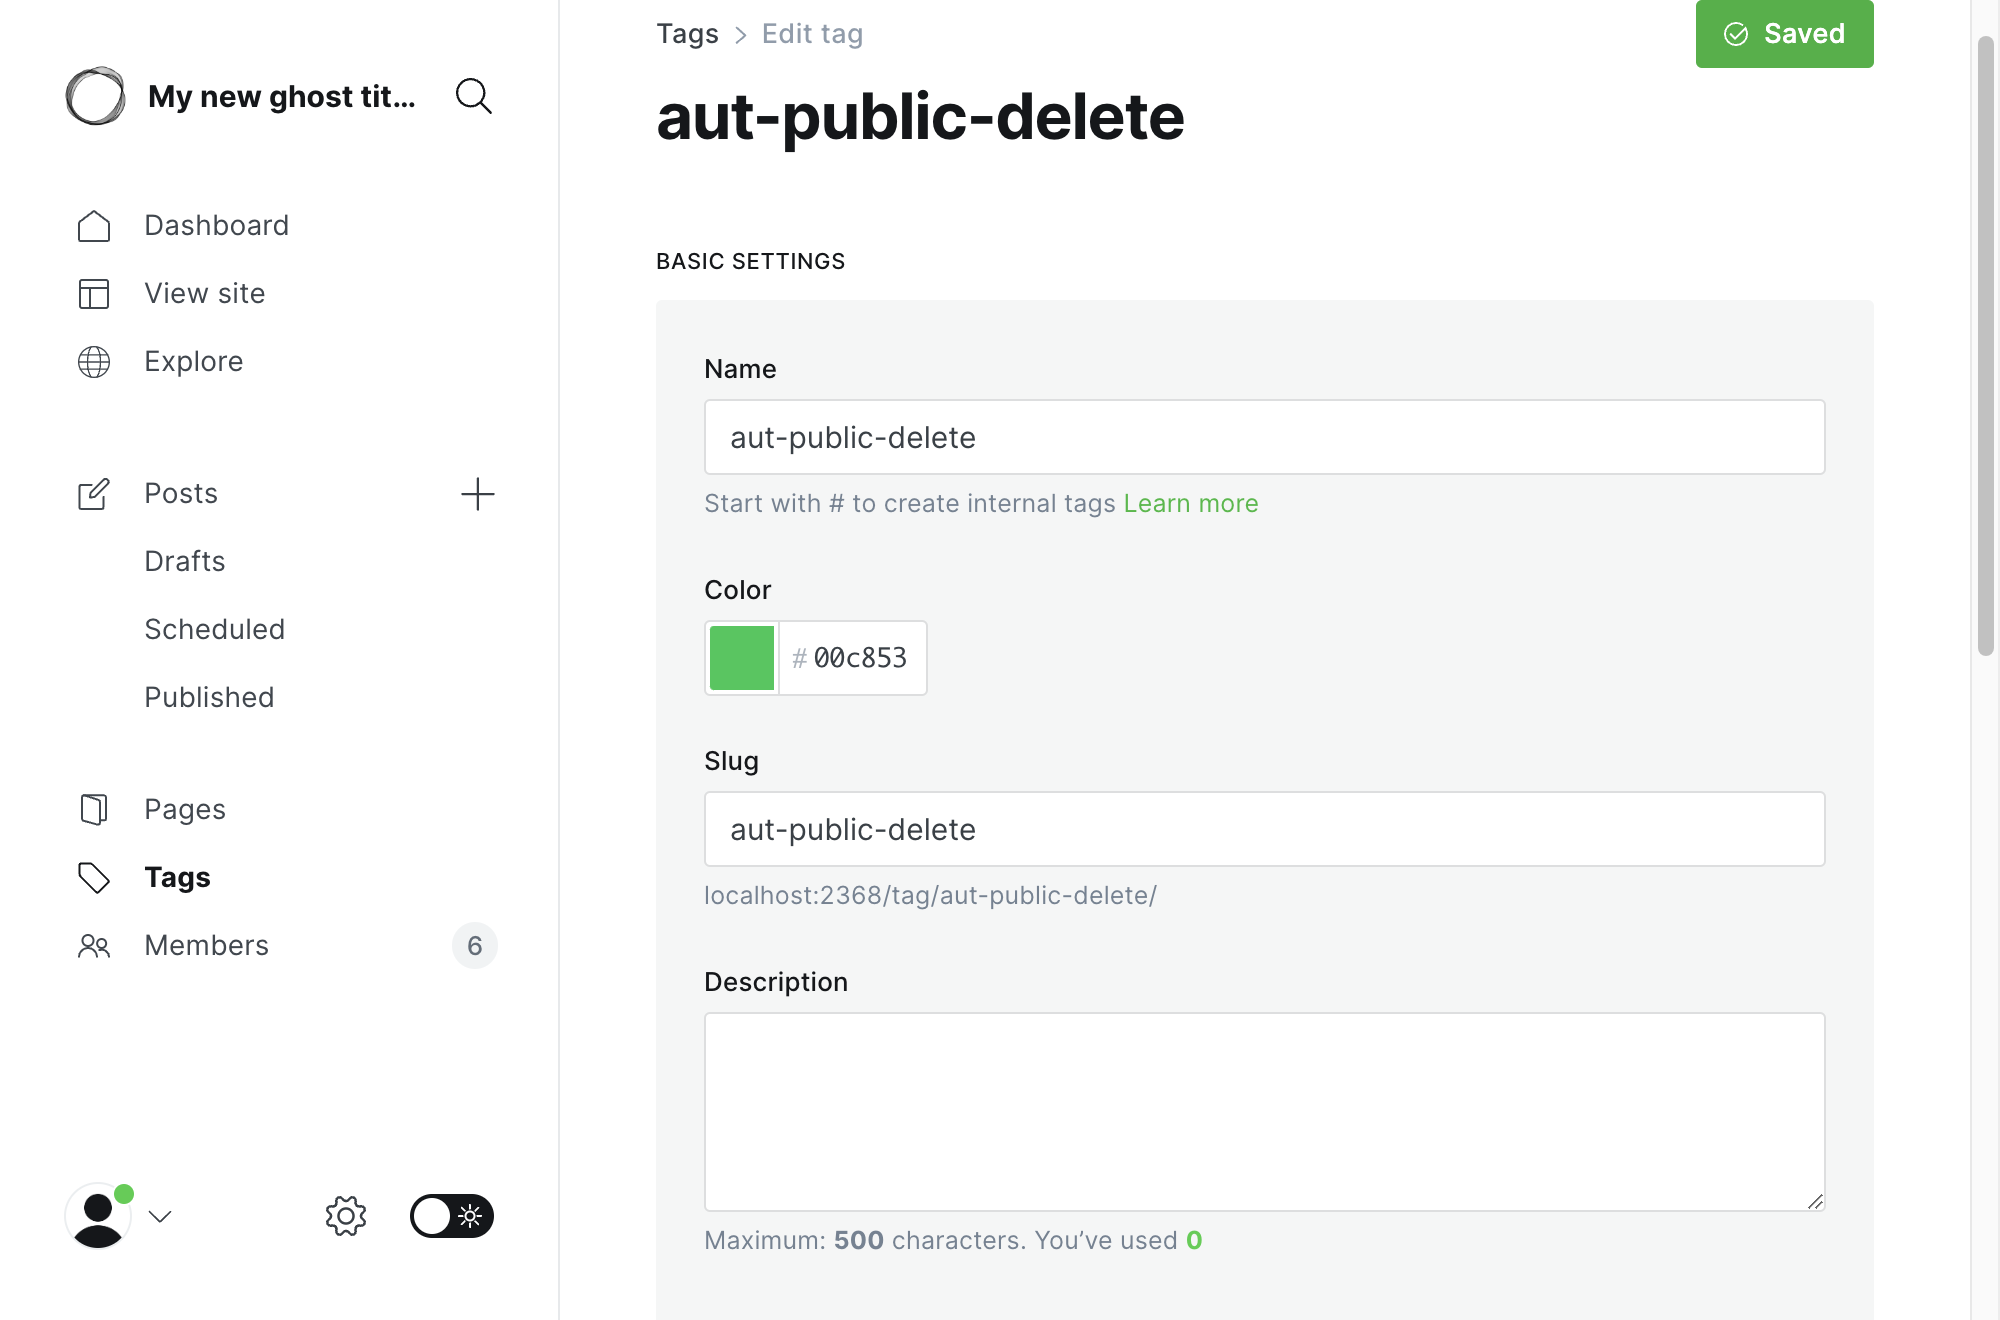 My new ghost tit...
Dashboard
View site
Explore
Posts
Drafts
Scheduled
Published
Pages
Tags
Members
6
Tags > Edit tag
Saved
aut-public-delete
BASIC SETTINGS
Name
aut-public-delete
Start with # to create internal tags Learn more
Color
#00c853
Slug
aut-public-delete
localhost:2368/tag/aut-public-delete/
Description
Maximum: 500 characters. You’ve used 0